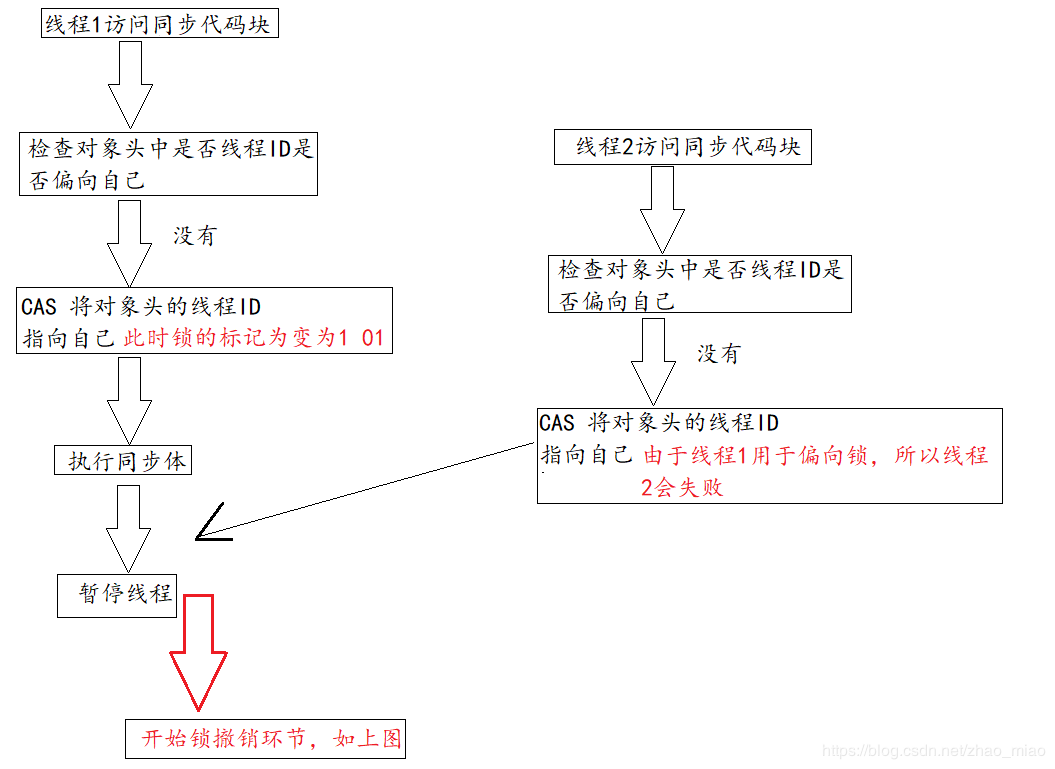 线程1访问同步代码块
检查对象头中是否线程ID是
否偏向自己
没有
CAS 将对象头的线程ID
指向自己 此时锁的标记为变为1 01
执行同步体
暂停线程
开始锁撤销环节，如上图
线程2访问同步代码块
检查对象头中是否线程ID是
否偏向自己
没有
CAS 将对象头的线程ID
指向自己 由于线程1用于偏向锁，所以线程
2会失败
https://blog.csdn.net/zhao_miao